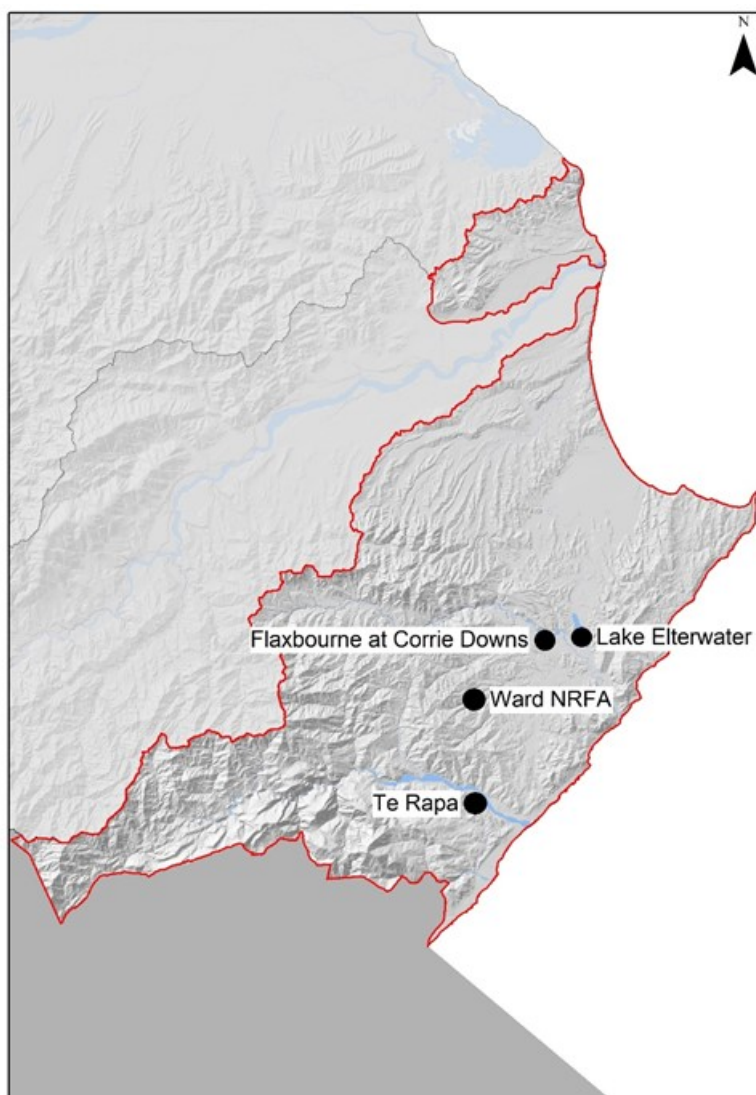 N
Flaxbourne at Corrie Downs
Lake Elterwater
Ward NRFA
Te Rapa